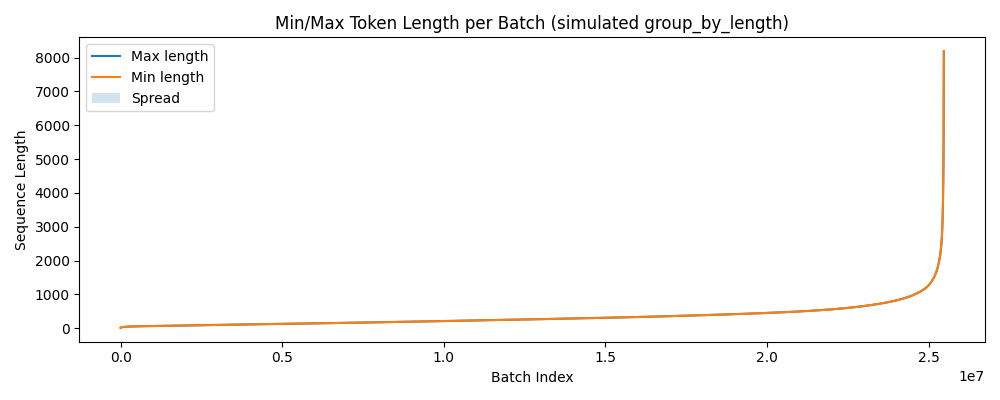 Min/Max Token Length per Batch (simulated group_by_length)
Max length
Min length
Spread
8000
7000
6000
5000
4000
3000
2000
1000
0
Sequence Length
0.0 0.5 1.0 1.5 2.0 2.5
1e7
Batch Index